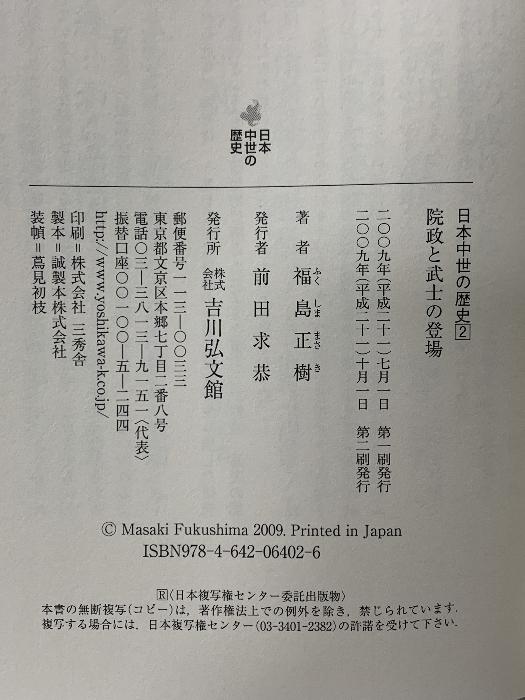 日本
中世の
歴史
日本中世の歴史2
院政と武士の登場
二〇〇九年(平成二十一)七月一日 第一刷発行
二〇〇九年(平成二十一)十月一日 第二刷発行
著者 福島正樹
ふくしままさき
発行者 前田求恭
発行所 株式会社 吉川弘文館
郵便番号一一三―〇〇三三
東京都文京区本郷七丁目二番八号
電話〇三―三八一三―九一五一〈代表〉
振替口座〇〇一〇〇―五―二四四
http://www.yoshikawa-k.co.jp/
印刷=株式会社 三秀舎
製本=誠製本株式会社
装幀=蔦見初枝
© Masaki Fukushima 2009. Printed in Japan
ISBN978-4-642-06402-6
Ⓡ〈日本複写権センター委託出版物〉
本書の無断複写(コピー)は,著作権法上での例外を除き,禁じられています.
複写する場合には,日本複写権センター(03-3401-2382)の許諾を受けて下さい.